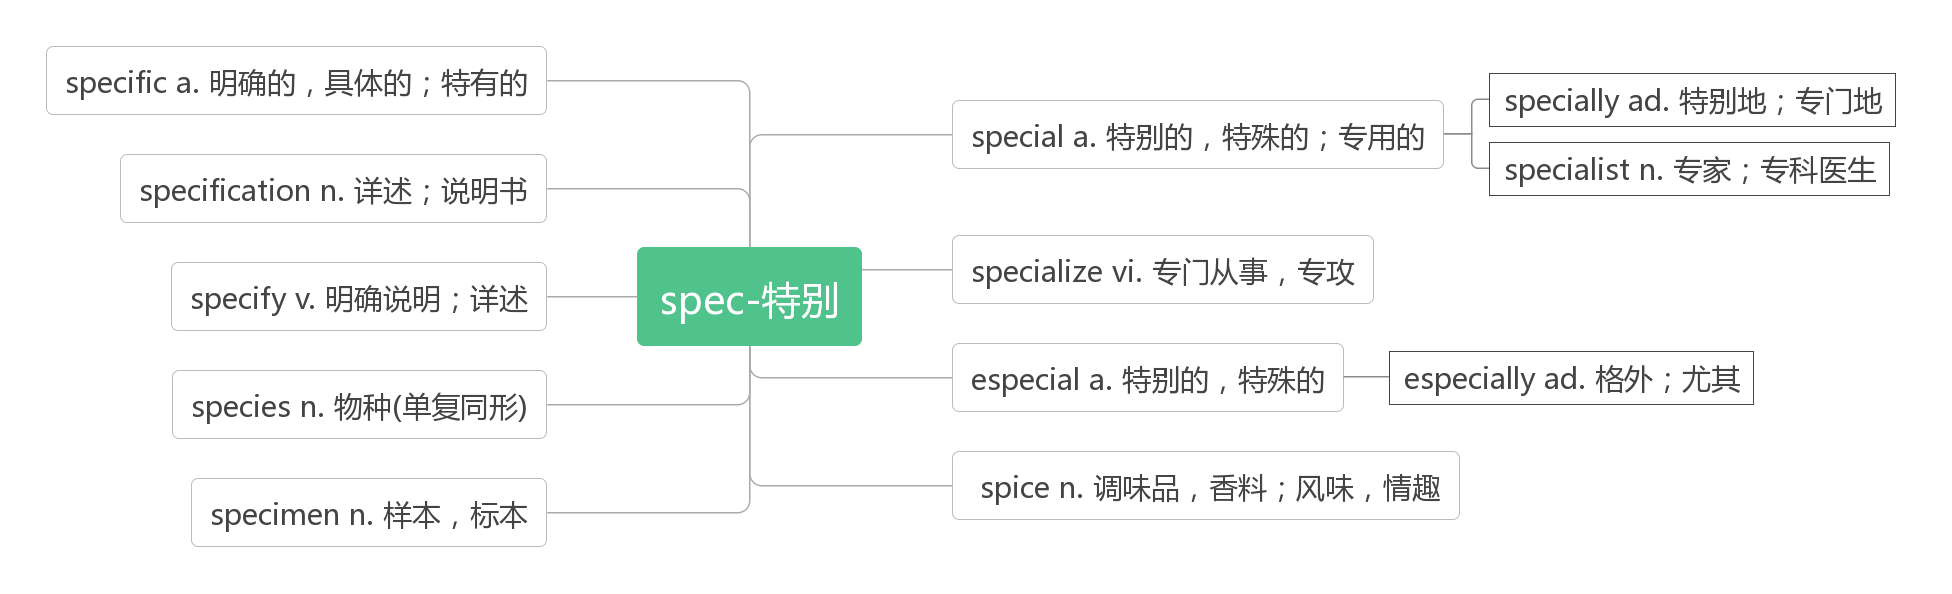 spec-特别
special a. 特别的，特殊的；专用的
specially ad. 特别地；专门地
specialist n. 专家；专科医生
specialize vi. 专门从事，专攻
especial a. 特别的，特殊的
especially ad. 格外；尤其
spice n. 调味品，香料；风味，情趣
specific a. 明确的，具体的；特有的
specification n. 详述；说明书
specify v. 明确说明；详述
species n. 物种(单复同形)
specimen n. 样本，标本